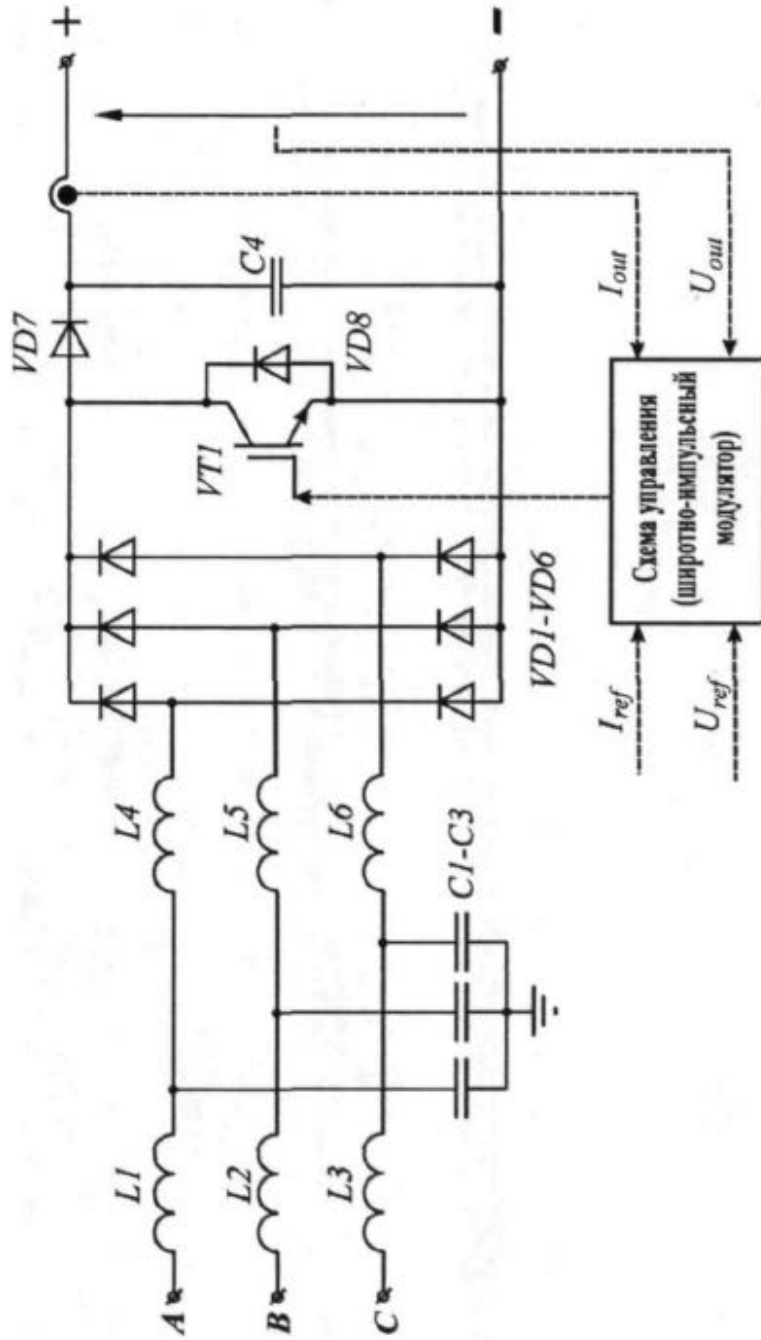 A
B
C
L1
L2
L3
L4
L5
L6
C1-C3
VD1-VD6
VT1
VD8
VD7
C4
+
-
I_ref
U_ref
Схема управления
(широтно-импульсный
модулятор)
I_out
U_out